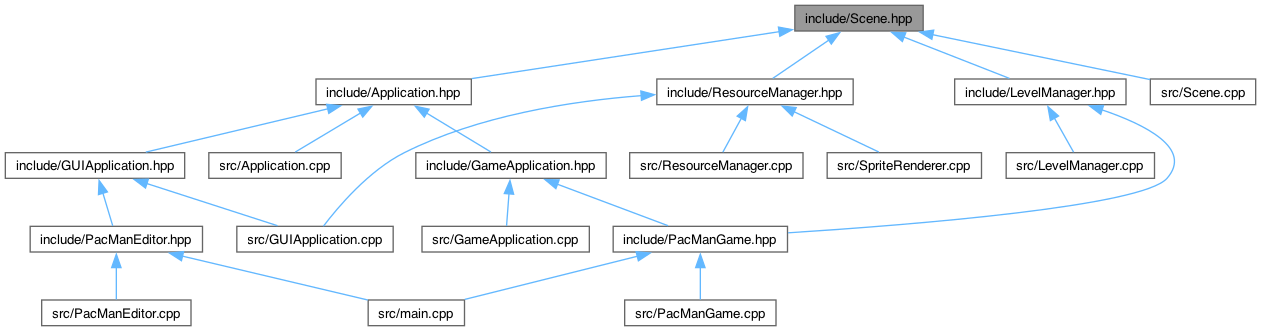 include/Scene.hpp
include/Application.hpp
include/ResourceManager.hpp
include/LevelManager.hpp
src/Scene.cpp
include/GUIApplication.hpp
src/Application.cpp
include/GameApplication.hpp
src/ResourceManager.cpp
src/SpriteRenderer.cpp
src/LevelManager.cpp
include/PacManEditor.hpp
src/GUIApplication.cpp
src/GameApplication.cpp
include/PacManGame.hpp
src/PacManEditor.cpp
src/main.cpp
src/PacManGame.cpp